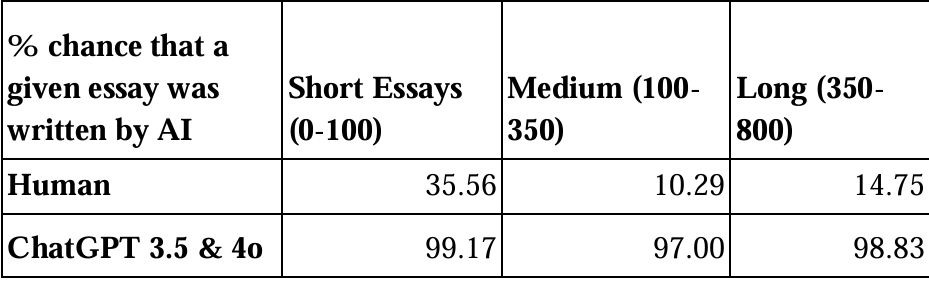 % chance that a
given essay was
written by AI
Short Essays
(0-100)
Medium (100-
350)
Long (350-
800)
Human 35.56 10.29 14.75
ChatGPT 3.5 & 4o 99.17 97.00 98.83